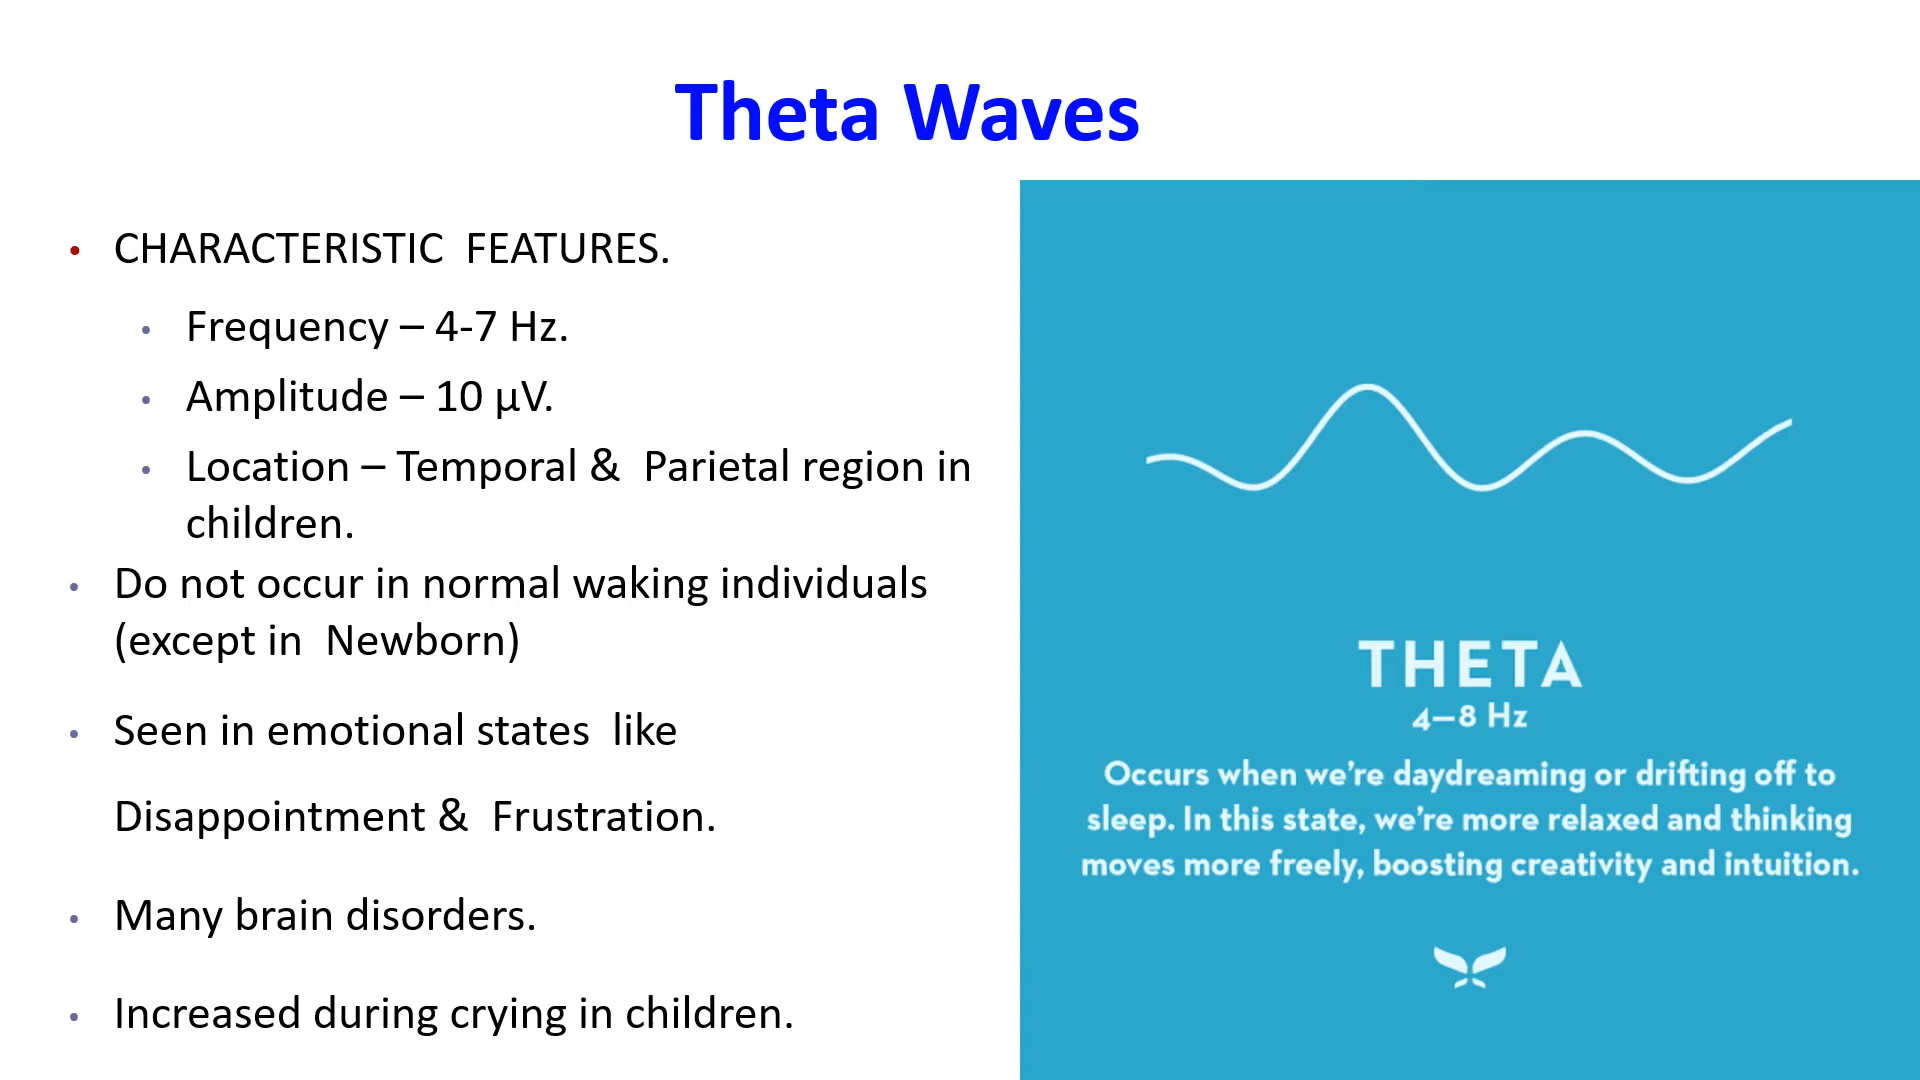 Theta Waves
• CHARACTERISTIC FEATURES.
• Frequency – 4-7 Hz.
• Amplitude – 10 µV.
• Location – Temporal & Parietal region in
children.
• Do not occur in normal waking individuals
(except in Newborn)
• Seen in emotional states like
Disappointment & Frustration.
• Many brain disorders.
• Increased during crying in children.
THETA
4–8 Hz
Occurs when we’re daydreaming or drifting off to
sleep. In this state, we’re more relaxed and thinking
moves more freely, boosting creativity and intuition.